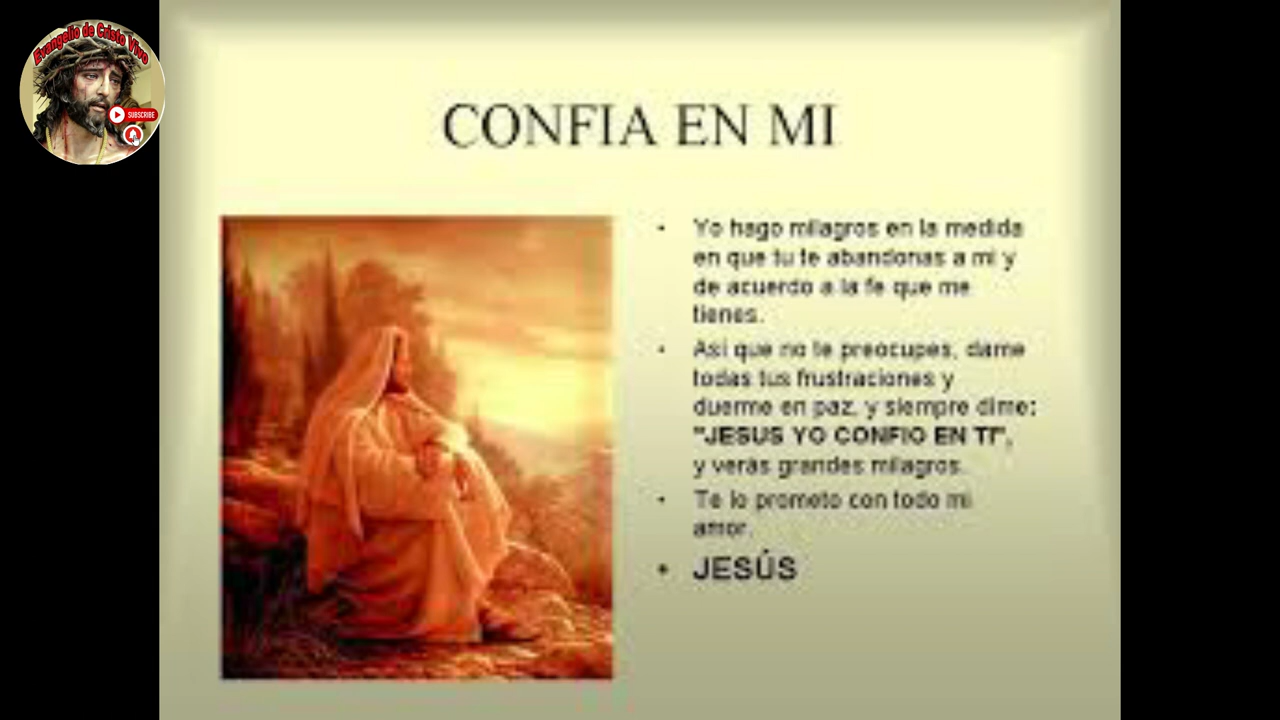 Evangelio de Cristo Vivo
SUBSCRIBE
CONFIA EN MI
• Yo hago milagros en la medida
en que tu te abandonas a mi y
de acuerdo a la fe que me
tienes.
• Asi que no te preocupes, dame
todas tus frustraciones y
duerme en paz, y siempre dime:
"JESUS YO CONFIO EN TI",
y verás grandes milagros.
• Te lo prometo con todo mi
amor.
• JESÚS